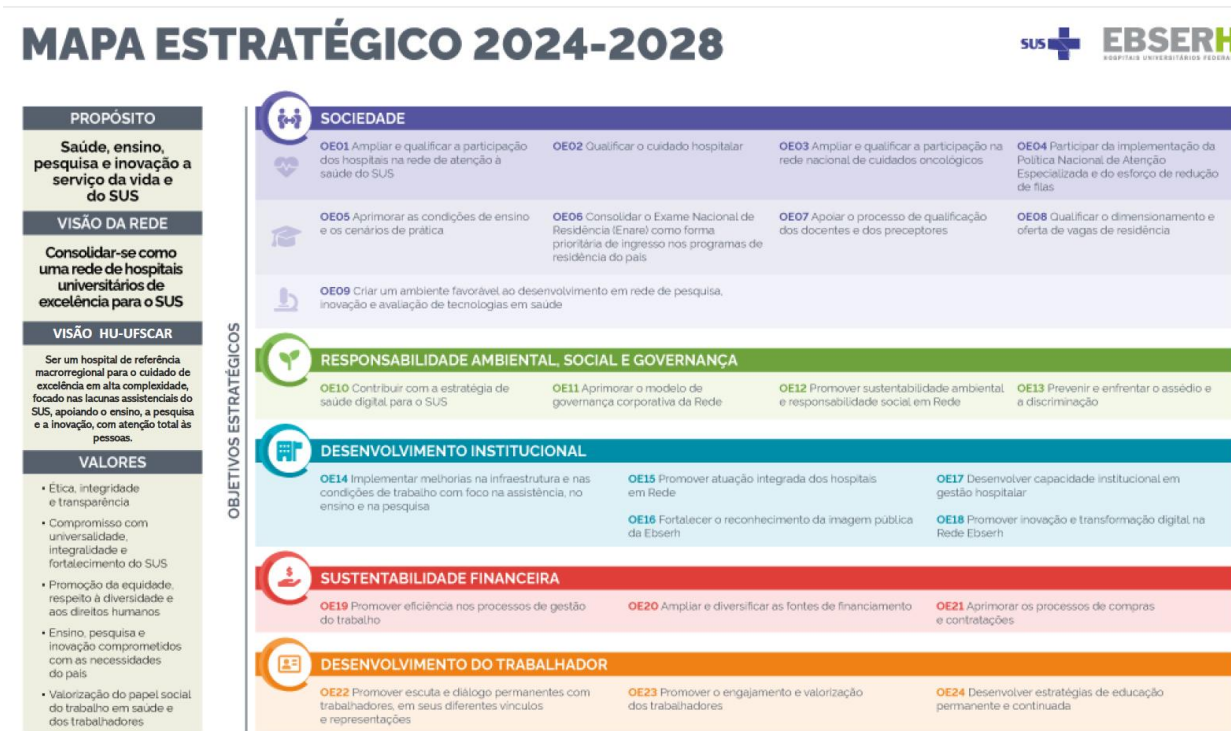 MAPA ESTRATÉGICO 2024-2028
SUS
EBSERH
HOSPITAIS UNIVERSITÁRIOS
PROPÓSITO
Saúde, ensino,
pesquisa e inovação a
serviço da vida e
do SUS
VISÃO DA REDE
Consolidar-se como
uma rede de hospitais
universitários de
excelência para o SUS
VISÃO HU-UFSCAR
Ser um hospital de referência
macrorregional para o cuidado de
excelência em alta complexidade,
focado nas lacunas assistenciais do
SUS, apoiando o ensino, a pesquisa
e a inovação, com atenção total às
pessoas.
VALORES
• Ética, integridade
e transparência
• Compromisso com
universalidade,
integralidade e
fortalecimento do SUS
• Promoção da equidade,
respeito à diversidade e
aos direitos humanos
• Ensino, pesquisa e
inovação comprometidos
com as necessidades
do país
• Valorização do papel social
do trabalho em saúde e
dos trabalhadores
OBJETIVOS ESTRATÉGICOS
SOCIEDADE
OE01 Ampliar e qualificar a participação
dos hospitais na rede de atenção à
saúde do SUS
OE02 Qualificar o cuidado hospitalar
OE03 Ampliar e qualificar a participação na
rede nacional de cuidados oncológicos
OE04 Participar da implementação da
Política Nacional de Atenção
Especializada e do esforço de redução
de filas
OE05 Aprimorar as condições de ensino
e os cenários de prática
OE06 Consolidar o Exame Nacional de
Residência (Enare) como forma
prioritária de ingresso nos programas de
residência do país
OE07 Apoiar o processo de qualificação
dos docentes e dos preceptores
OE08 Qualificar o dimensionamento e
oferta de vagas de residência
OE09 Criar um ambiente favorável ao desenvolvimento em rede de pesquisa,
inovação e avaliação de tecnologias em saúde
RESPONSABILIDADE AMBIENTAL, SOCIAL E GOVERNANÇA
OE10 Contribuir com a estratégia de
saúde digital para o SUS
OE11 Aprimorar o modelo de
governança corporativa da Rede
OE12 Promover sustentabilidade ambiental
e responsabilidade social em Rede
OE13 Prevenir e enfrentar o assédio e
a discriminação
DESENVOLVIMENTO INSTITUCIONAL
OE14 Implementar melhorias na infraestrutura e nas
condições de trabalho com foco na assistência, no
ensino e na pesquisa
OE15 Promover atuação integrada dos hospitais
em Rede
OE16 Fortalecer o reconhecimento da imagem pública
da Ebserh
OE17 Desenvolver capacidade institucional em
gestão hospitalar
OE18 Promover inovação e transformação digital na
Rede Ebserh
SUSTENTABILIDADE FINANCEIRA
OE19 Promover eficiência nos processos de gestão
do trabalho
OE20 Ampliar e diversificar as fontes de financiamento
OE21 Aprimorar os processos de compras
e contratações
DESENVOLVIMENTO DO TRABALHADOR
OE22 Promover escuta e diálogo permanentes com
trabalhadores, em seus diferentes vínculos
e representações
OE23 Promover o engajamento e valorização
dos trabalhadores
OE24 Desenvolver estratégias de educação
permanente e continuada